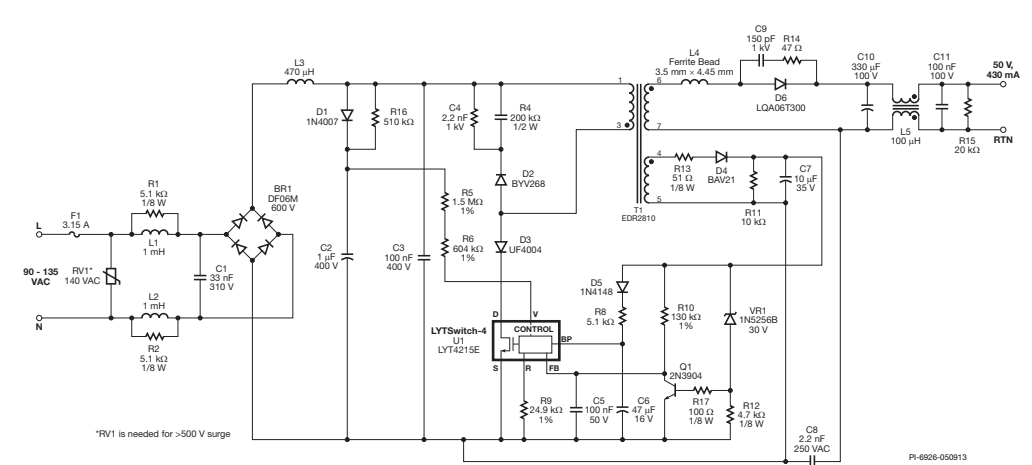 C9
150 pF
1 kV
R14
47 Ω
L4
Ferrite Bead
3.5 mm × 4.45 mm
C10
330 µF
100 V
C11
100 nF
100 V
50 V,
430 mA
L3
470 µH
1
6
D6
LQA06T300
D1
1N4007
R16
510 kΩ
C4
2.2 nF
1 kV
R4
200 kΩ
1/2 W
3
7
L5
100 µH
R15
20 kΩ
RTN
4
R13
51 Ω
1/8 W
D4
BAV21
C7
10 µF
35 V
D2
BYV268
R1
5.1 kΩ
1/8 W
BR1
DF06M
600 V
R5
1.5 MΩ
1%
5
T1
EDR2810
R11
10 kΩ
F1
3.15 A
L
L1
1 mH
C2
1 µF
400 V
R6
604 kΩ
1%
C3
100 nF
400 V
D3
UF4004
90 - 135
VAC
RV1*
140 VAC
C1
33 nF
310 V
D5
1N4148
R8
5.1 kΩ
R10
130 kΩ
1%
VR1
1N5256B
30 V
L2
1 mH
N
D
V
LYTSwitch-4
U1
LYT4215E
CONTROL
BP
R2
5.1 kΩ
1/8 W
S
R
FB
Q1
2N3904
R9
24.9 kΩ
1%
C5
100 nF
50 V
C6
47 µF
16 V
R17
100 Ω
1/8 W
R12
4.7 kΩ
1/8 W
*RV1 is needed for >500 V surge
C8
2.2 nF
250 VAC
PI-6926-050913